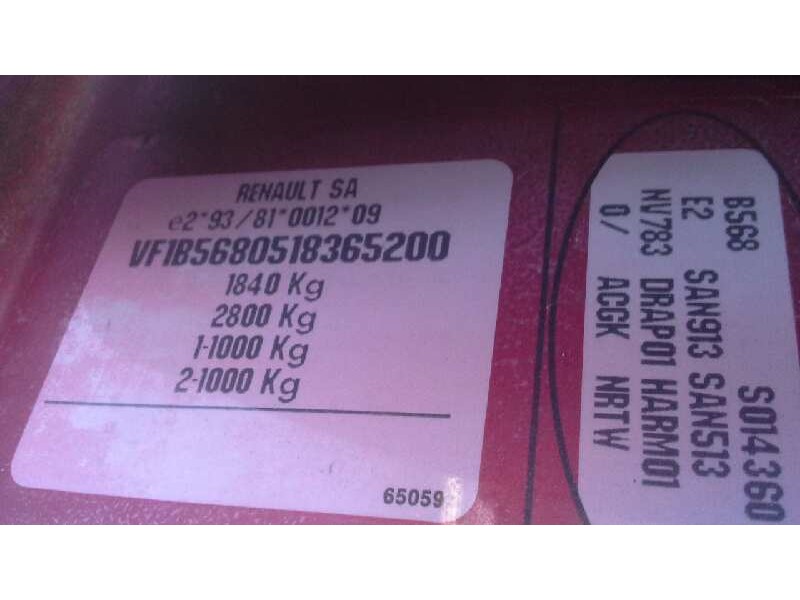 RENAULT SA
e2*93/81*0012*09
VF1B5680518365200
1840 Kg
2800 Kg
1-1000 Kg
2-1000 Kg
65059
B568 S014360
E2 SAN913 SAN513
NV783 DRAP01 HARM01
0/ ACGK NRTW